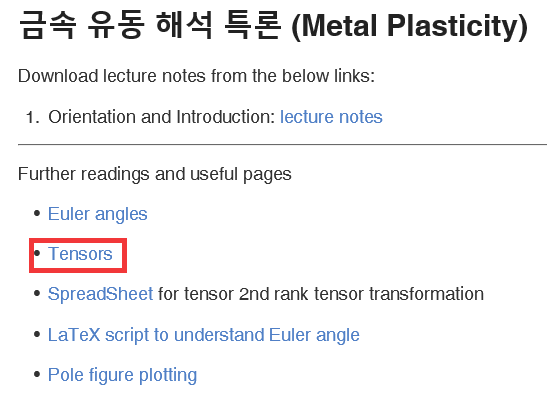 금속 유동 해석 특론 (Metal Plasticity)
Download lecture notes from the below links:
1. Orientation and Introduction: lecture notes
Further readings and useful pages
• Euler angles
• Tensors
• SpreadSheet for tensor 2nd rank tensor transformation
• LaTeX script to understand Euler angle
• Pole figure plotting